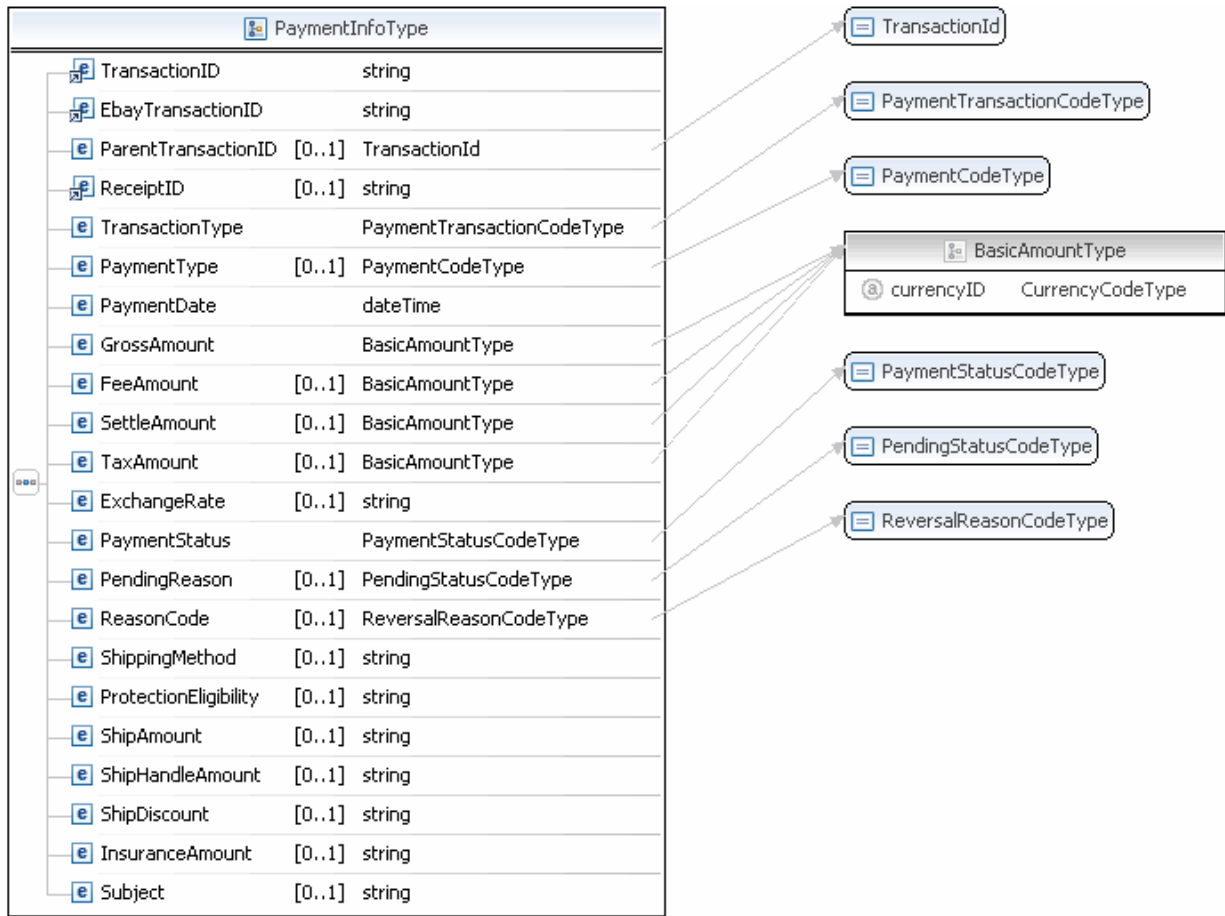 PaymentInfoType
TransactionID string
EbayTransactionID string
ParentTransactionID [0..1] TransactionId
ReceiptID [0..1] string
TransactionType PaymentTransactionCodeType
PaymentType [0..1] PaymentCodeType
PaymentDate dateTime
GrossAmount BasicAmountType
FeeAmount [0..1] BasicAmountType
SettleAmount [0..1] BasicAmountType
TaxAmount [0..1] BasicAmountType
ExchangeRate [0..1] string
PaymentStatus PaymentStatusCodeType
PendingReason [0..1] PendingStatusCodeType
ReasonCode [0..1] ReversalReasonCodeType
ShippingMethod [0..1] string
ProtectionEligibility [0..1] string
ShipAmount [0..1] string
ShipHandleAmount [0..1] string
ShipDiscount [0..1] string
InsuranceAmount [0..1] string
Subject [0..1] string
TransactionId
PaymentTransactionCodeType
PaymentCodeType
BasicAmountType
currencyID CurrencyCodeType
PaymentStatusCodeType
PendingStatusCodeType
ReversalReasonCodeType